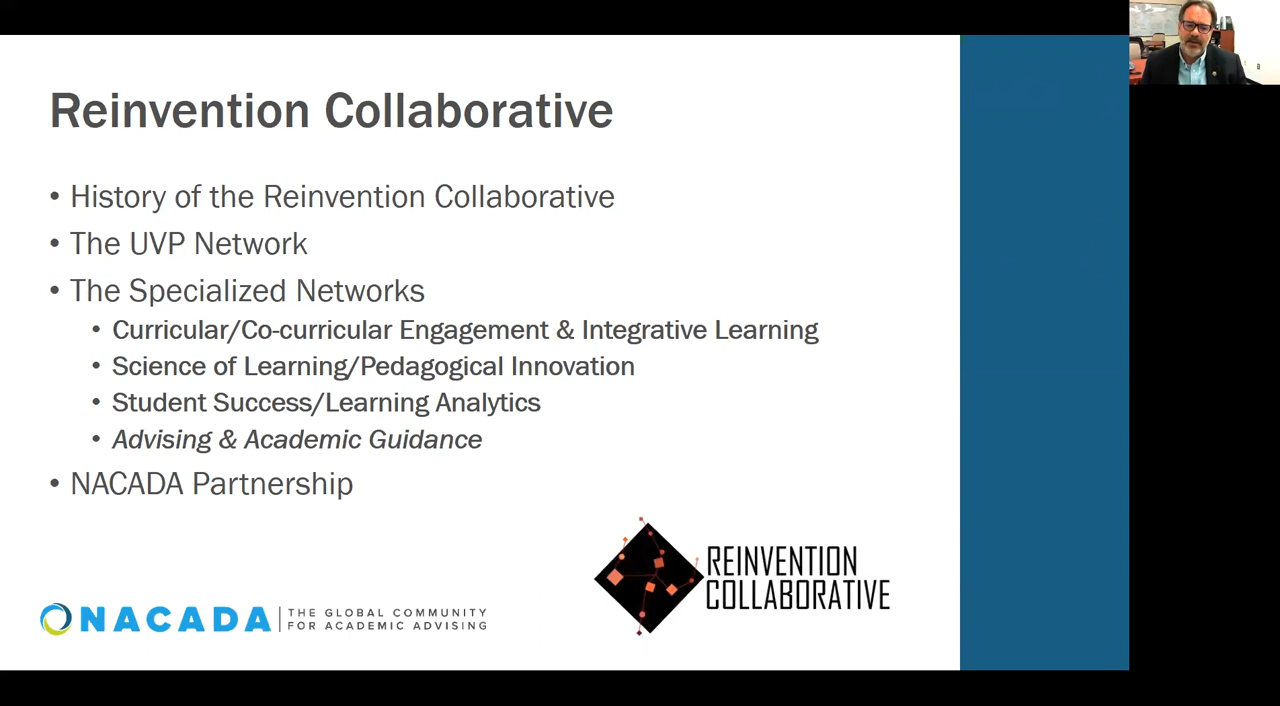 Reinvention Collaborative
• History of the Reinvention Collaborative
• The UVP Network
• The Specialized Networks
• Curricular/Co-curricular Engagement & Integrative Learning
• Science of Learning/Pedagogical Innovation
• Student Success/Learning Analytics
• Advising & Academic Guidance
• NACADA Partnership
NACADA
THE GLOBAL COMMUNITY
FOR ACADEMIC ADVISING
REINVENTION
COLLABORATIVE